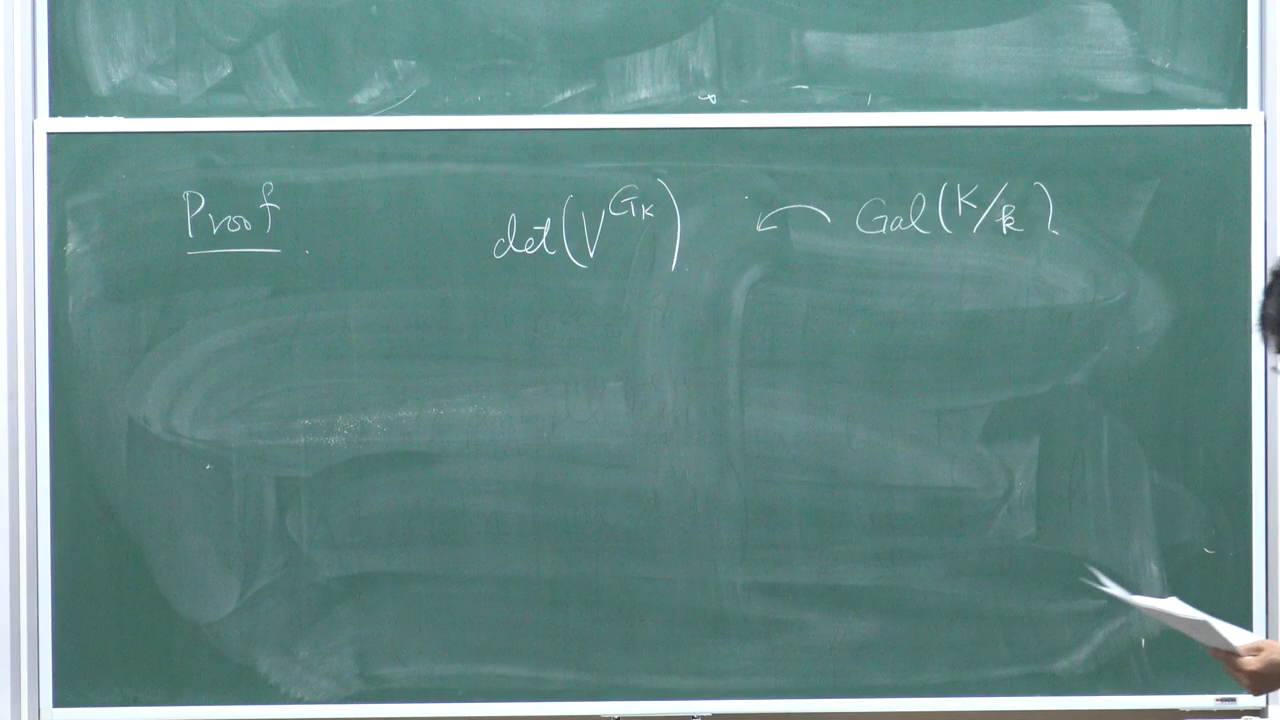 Proof. det(V^{G_K}) ↶ Gal(K/k)